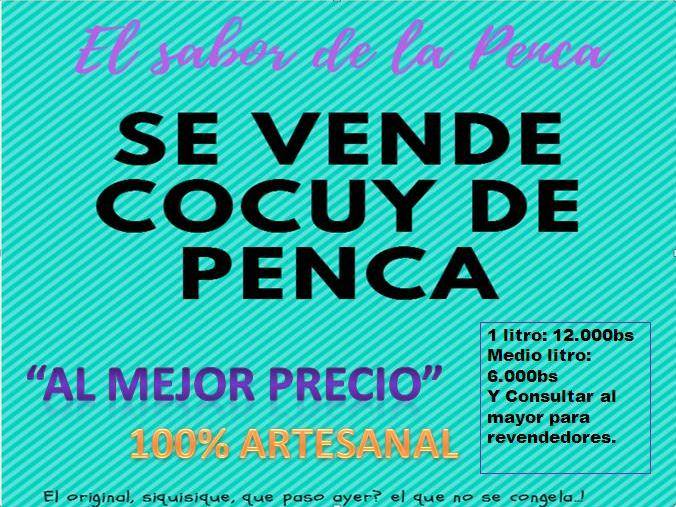 El sabor de la Penca
SE VENDE
COCUY DE
PENCA
1 litro: 12.000bs
Medio litro:
6.000bs
Y Consultar al
mayor para
revendedores.
“AL MEJOR PRECIO”
100% ARTESANAL
El original, siquisique, que paso ayer? el que no se congela..!